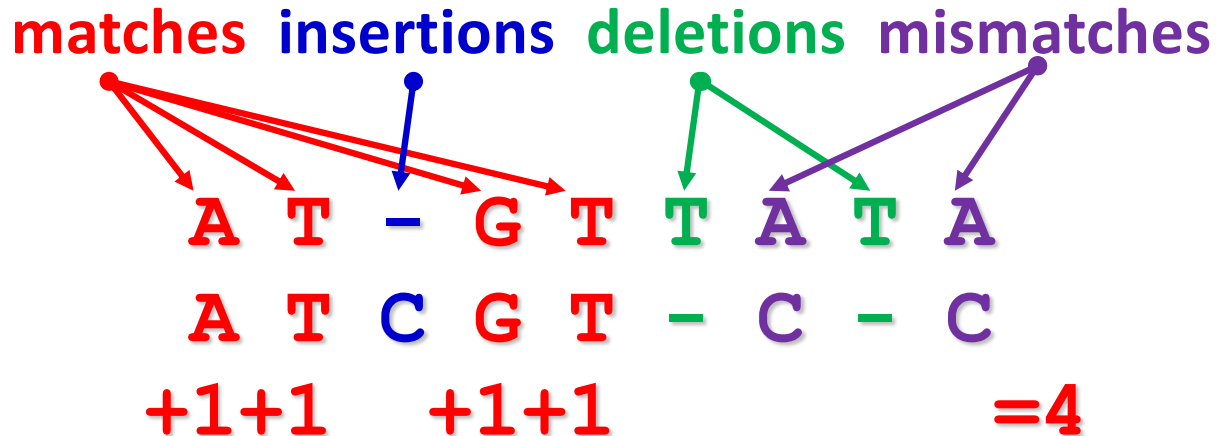 matches insertions deletions mismatches
A T - G T T A T A
A T C G T - C - C
+1+1 +1+1 =4